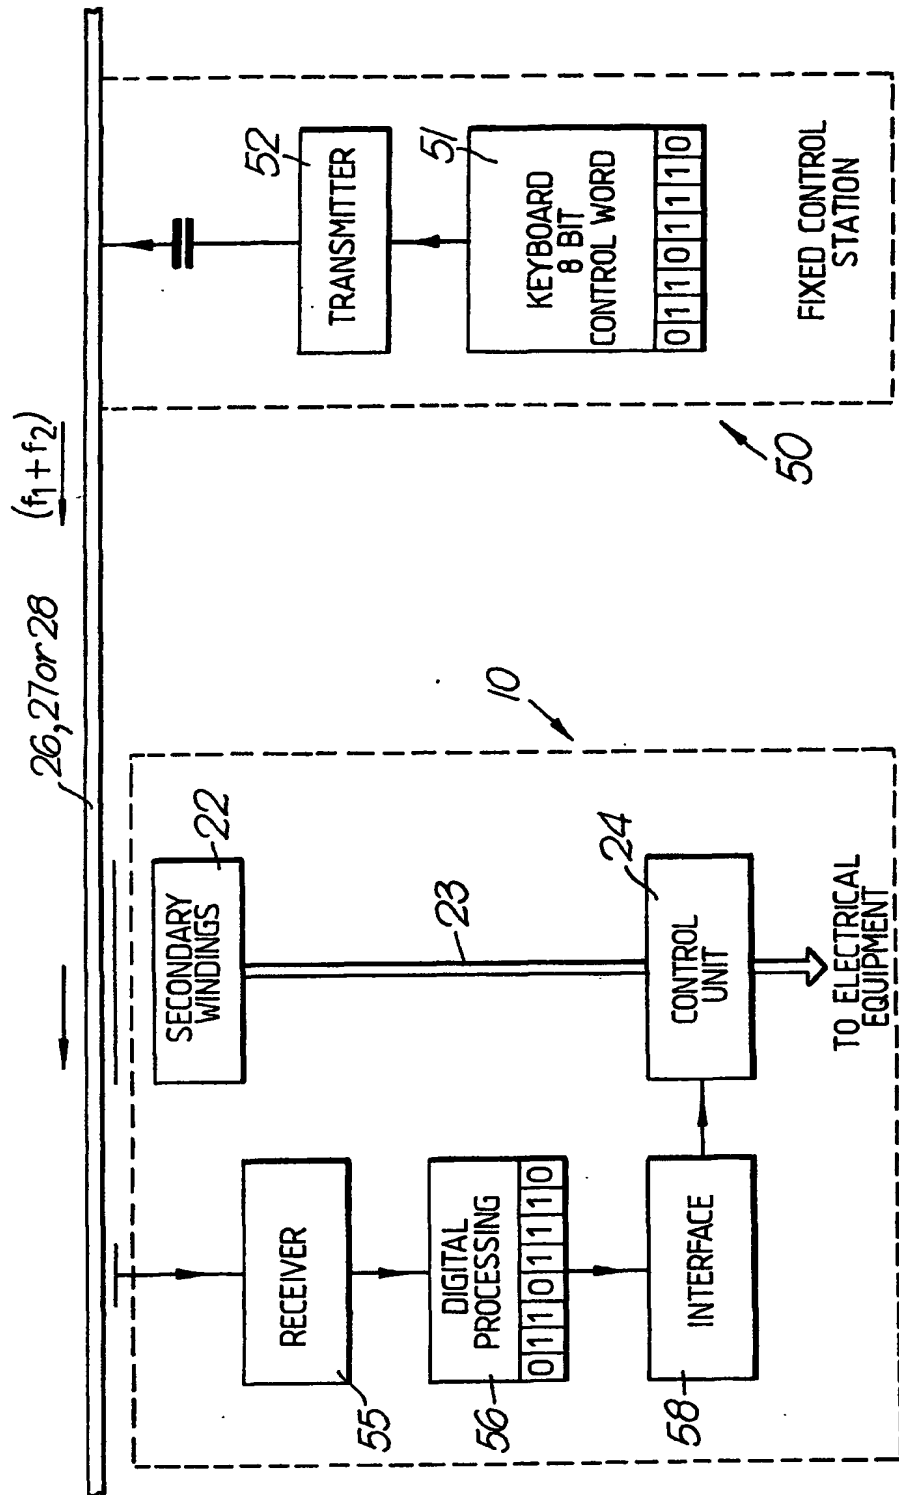 26, 27 or 28
(f1 + f2)
SECONDARY
WINDINGS
22
23
10
RECEIVER
55
DIGITAL
PROCESSING
0 1 1 0 1 1 1 0
56
INTERFACE
58
CONTROL
UNIT
24
TO ELECTRICAL
EQUIPMENT
TRANSMITTER
52
KEYBOARD
8 BIT
CONTROL WORD
0 1 1 0 1 1 1 0
51
FIXED CONTROL
STATION
50